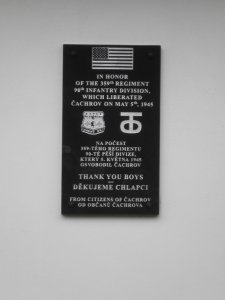 IN HONOR
OF THE 359th REGIMENT
90th INFANTRY DIVISION,
WHICH LIBERATED
ČACHROV ON MAY 5th, 1945
NA POČEST
359-TÉHO REGIMENTU
90-TÉ PĚŠÍ DIVIZE,
KTERÝ 5. KVĚTNA 1945
OSVOBODIL ČACHROV
THANK YOU BOYS
DĚKUJEME CHLAPCI
FROM CITIZENS OF ČACHROV
OD OBČANŮ ČACHROVA